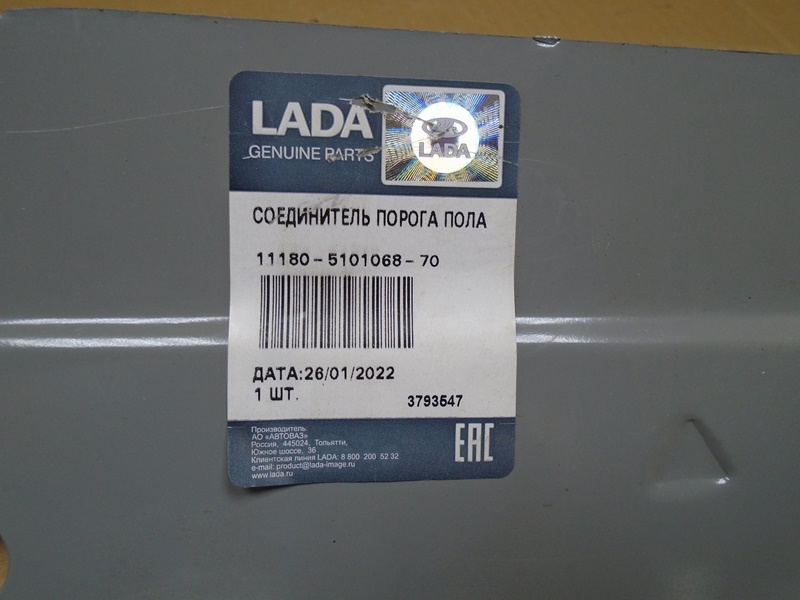 LADA
GENUINE PARTS
LADA
СОЕДИНИТЕЛЬ ПОРОГА ПОЛА
11180-5101068-70
ДАТА:26/01/2022
1 ШТ.
3793547
Производитель:
АО «АВТОВАЗ»
Россия, 445024, Тольятти,
Южное шоссе, 36
Клиентская линия LADA: 8 800 200 52 32
e-mail: product@lada-image.ru
www.lada.ru
EAC